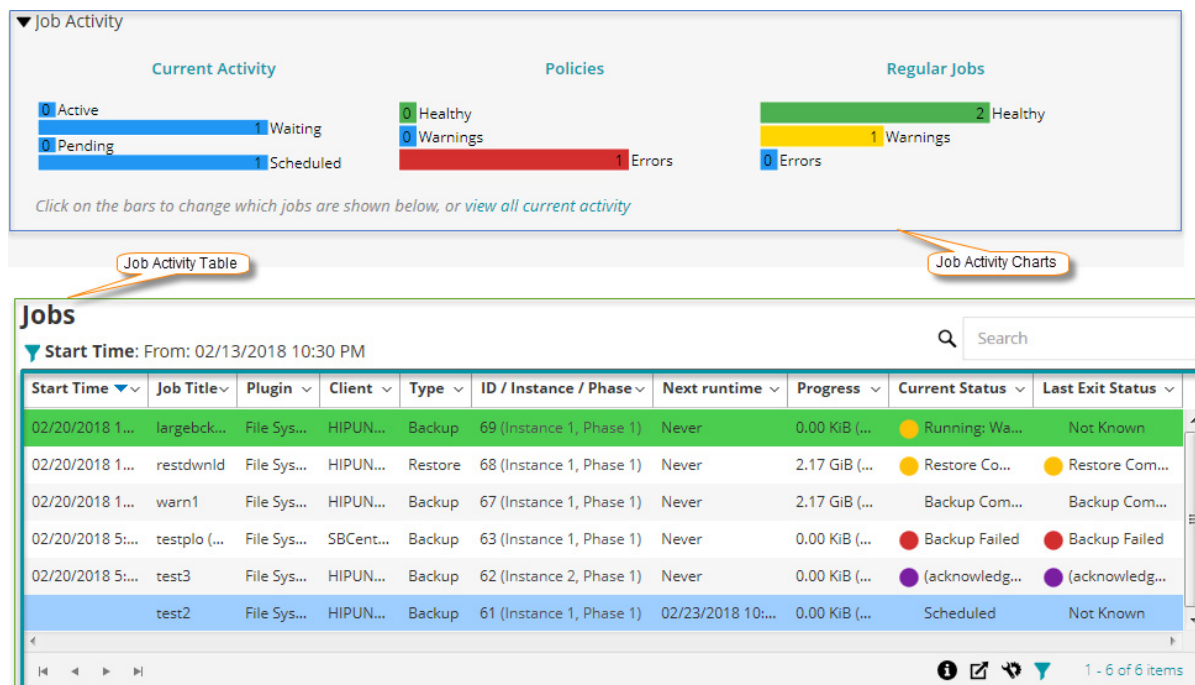 Job Activity
Current Activity
0 Active
1 Waiting
0 Pending
1 Scheduled
Policies
0 Healthy
0 Warnings
1 Errors
Regular Jobs
2 Healthy
1 Warnings
0 Errors
Click on the bars to change which jobs are shown below, or view all current activity
Job Activity Table
Job Activity Charts
Jobs
Search
Start Time: From: 02/13/2018 10:30 PM
Start Time Job Title Plugin Client Type ID / Instance / Phase Next runtime Progress Current Status Last Exit Status
02/20/2018 1... largebck... File Sys... HIPUN... Backup 69 (Instance 1, Phase 1) Never 0.00 KiB (... Running: Wa... Not Known
02/20/2018 1... restdwnld File Sys... HIPUN... Restore 68 (Instance 1, Phase 1) Never 2.17 GiB (... Restore Co... Restore Com...
02/20/2018 1... warn1 File Sys... HIPUN... Backup 67 (Instance 1, Phase 1) Never 2.17 GiB (... Backup Com... Backup Com...
02/20/2018 5:... testplo (... File Sys... SBCent... Backup 63 (Instance 1, Phase 1) Never 0.00 KiB (... Backup Failed Backup Failed
02/20/2018 5:... test3 File Sys... HIPUN... Backup 62 (Instance 2, Phase 1) Never 0.00 KiB (... (acknowledg... (acknowledg...
test2 File Sys... HIPUN... Backup 61 (Instance 1, Phase 1) 02/23/2018 10:... 0.00 KiB (... Scheduled Not Known
1 - 6 of 6 items